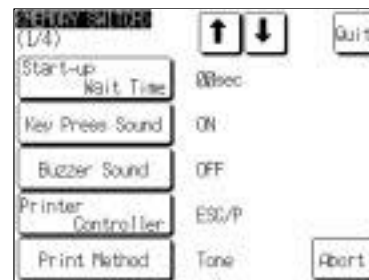 [MEMORY SWITCH]
(1/4)
Quit
Start-up
Wait Time
00sec
Key Press Sound
ON
Buzzer Sound
OFF
Printer
Controller
ESC/P
Print Method
Tone
Abort